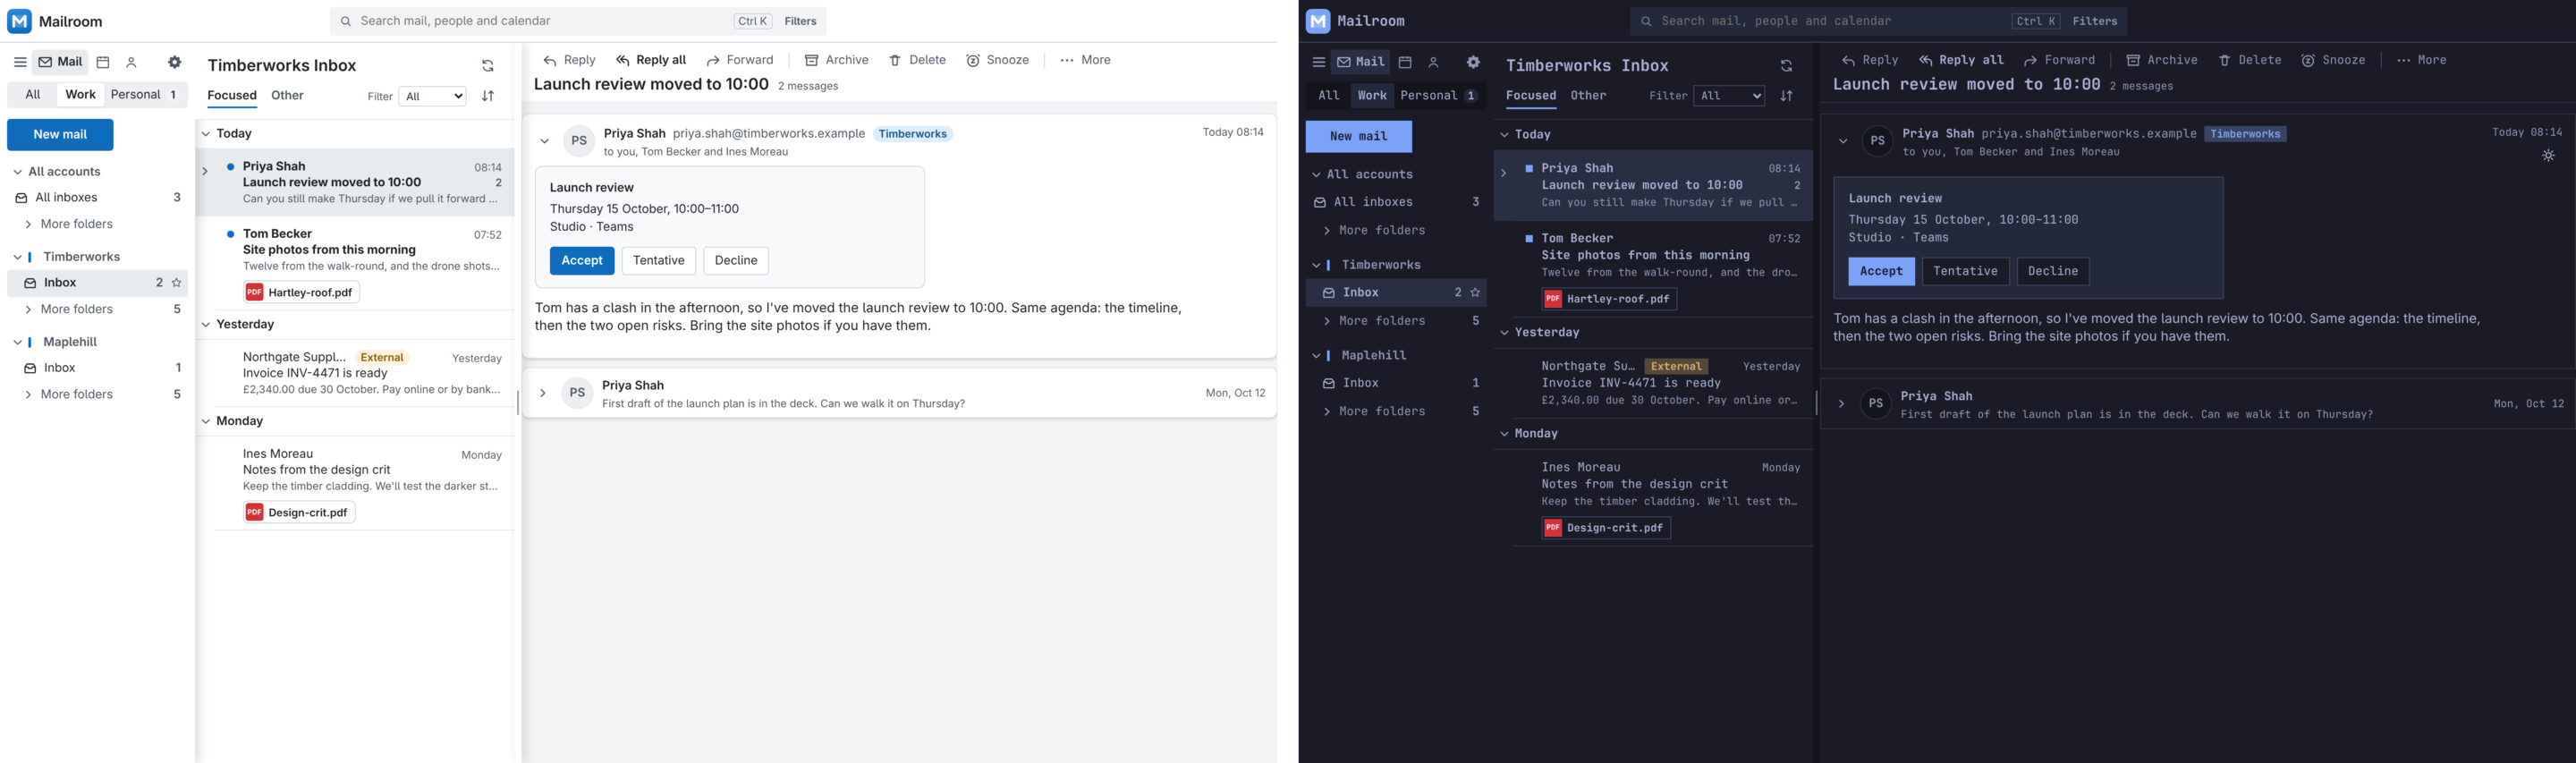 Mailroom
Search mail, people and calendar
Ctrl K
Filters
Mail
All
Work
Personal 1
New mail
All accounts
All inboxes 3
More folders
Timberworks
Inbox 2
More folders 5
Maplehill
Inbox 1
More folders 5
Timberworks Inbox
Focused
Other
Filter
All
Today
Priya Shah 08:14
Launch review moved to 10:00 2
Can you still make Thursday if we pull it forward ...
Tom Becker 07:52
Site photos from this morning
Twelve from the walk-round, and the drone shots...
PDF Hartley-roof.pdf
Yesterday
Northgate Suppl... External Yesterday
Invoice INV-4471 is ready
£2,340.00 due 30 October. Pay online or by bank...
Monday
Ines Moreau Monday
Notes from the design crit
Keep the timber cladding. We'll test the darker st...
PDF Design-crit.pdf
Reply
Reply all
Forward
Archive
Delete
Snooze
More
Launch review moved to 10:00 2 messages
PS
Priya Shah priya.shah@timberworks.example Timberworks Today 08:14
to you, Tom Becker and Ines Moreau
Launch review
Thursday 15 October, 10:00–11:00
Studio · Teams
Accept
Tentative
Decline
Tom has a clash in the afternoon, so I've moved the launch review to 10:00. Same agenda: the timeline,
then the two open risks. Bring the site photos if you have them.
PS
Priya Shah Mon, Oct 12
First draft of the launch plan is in the deck. Can we walk it on Thursday?
Mailroom
Search mail, people and calendar
Ctrl K
Filters
Mail
All
Work
Personal 1
New mail
All accounts
All inboxes 3
More folders
Timberworks
Inbox 2
More folders 5
Maplehill
Inbox 1
More folders 5
Timberworks Inbox
Focused
Other
Filter
All
Today
Priya Shah 08:14
Launch review moved to 10:00 2
Can you still make Thursday if we pull …
Tom Becker 07:52
Site photos from this morning
Twelve from the walk-round, and the dro…
PDF Hartley-roof.pdf
Yesterday
Northgate Su… External Yesterday
Invoice INV-4471 is ready
£2,340.00 due 30 October. Pay online or…
Monday
Ines Moreau Monday
Notes from the design crit
Keep the timber cladding. We'll test th…
PDF Design-crit.pdf
Reply
Reply all
Forward
Archive
Delete
Snooze
More
Launch review moved to 10:00 2 messages
PS
Priya Shah priya.shah@timberworks.example Timberworks Today 08:14
to you, Tom Becker and Ines Moreau
Launch review
Thursday 15 October, 10:00–11:00
Studio · Teams
Accept
Tentative
Decline
Tom has a clash in the afternoon, so I've moved the launch review to 10:00. Same agenda: the timeline,
then the two open risks. Bring the site photos if you have them.
PS
Priya Shah Mon, Oct 12
First draft of the launch plan is in the deck. Can we walk it on Thursday?